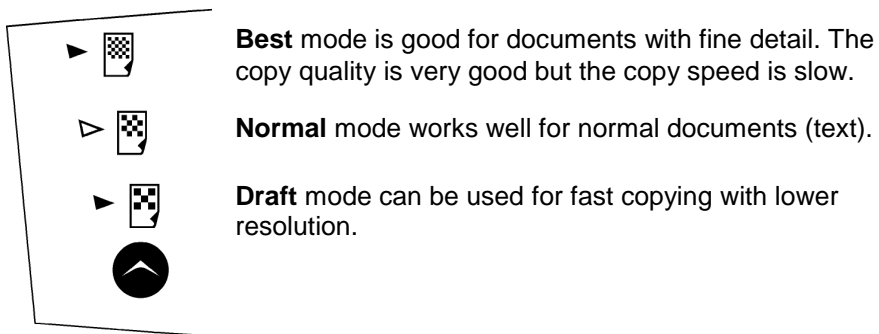 Best mode is good for documents with fine detail. The
copy quality is very good but the copy speed is slow.
Normal mode works well for normal documents (text).
Draft mode can be used for fast copying with lower
resolution.